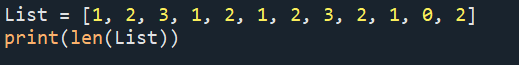 List = [1, 2, 3, 1, 2, 1, 2, 3, 2, 1, 0, 2]
print(len(List))